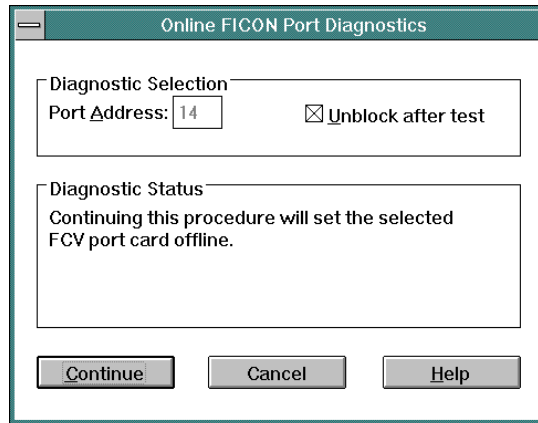 Online FICON Port Diagnostics
Diagnostic Selection
Port Address: 14
Unblock after test
Diagnostic Status
Continuing this procedure will set the selected
FCV port card offline.
Continue
Cancel
Help